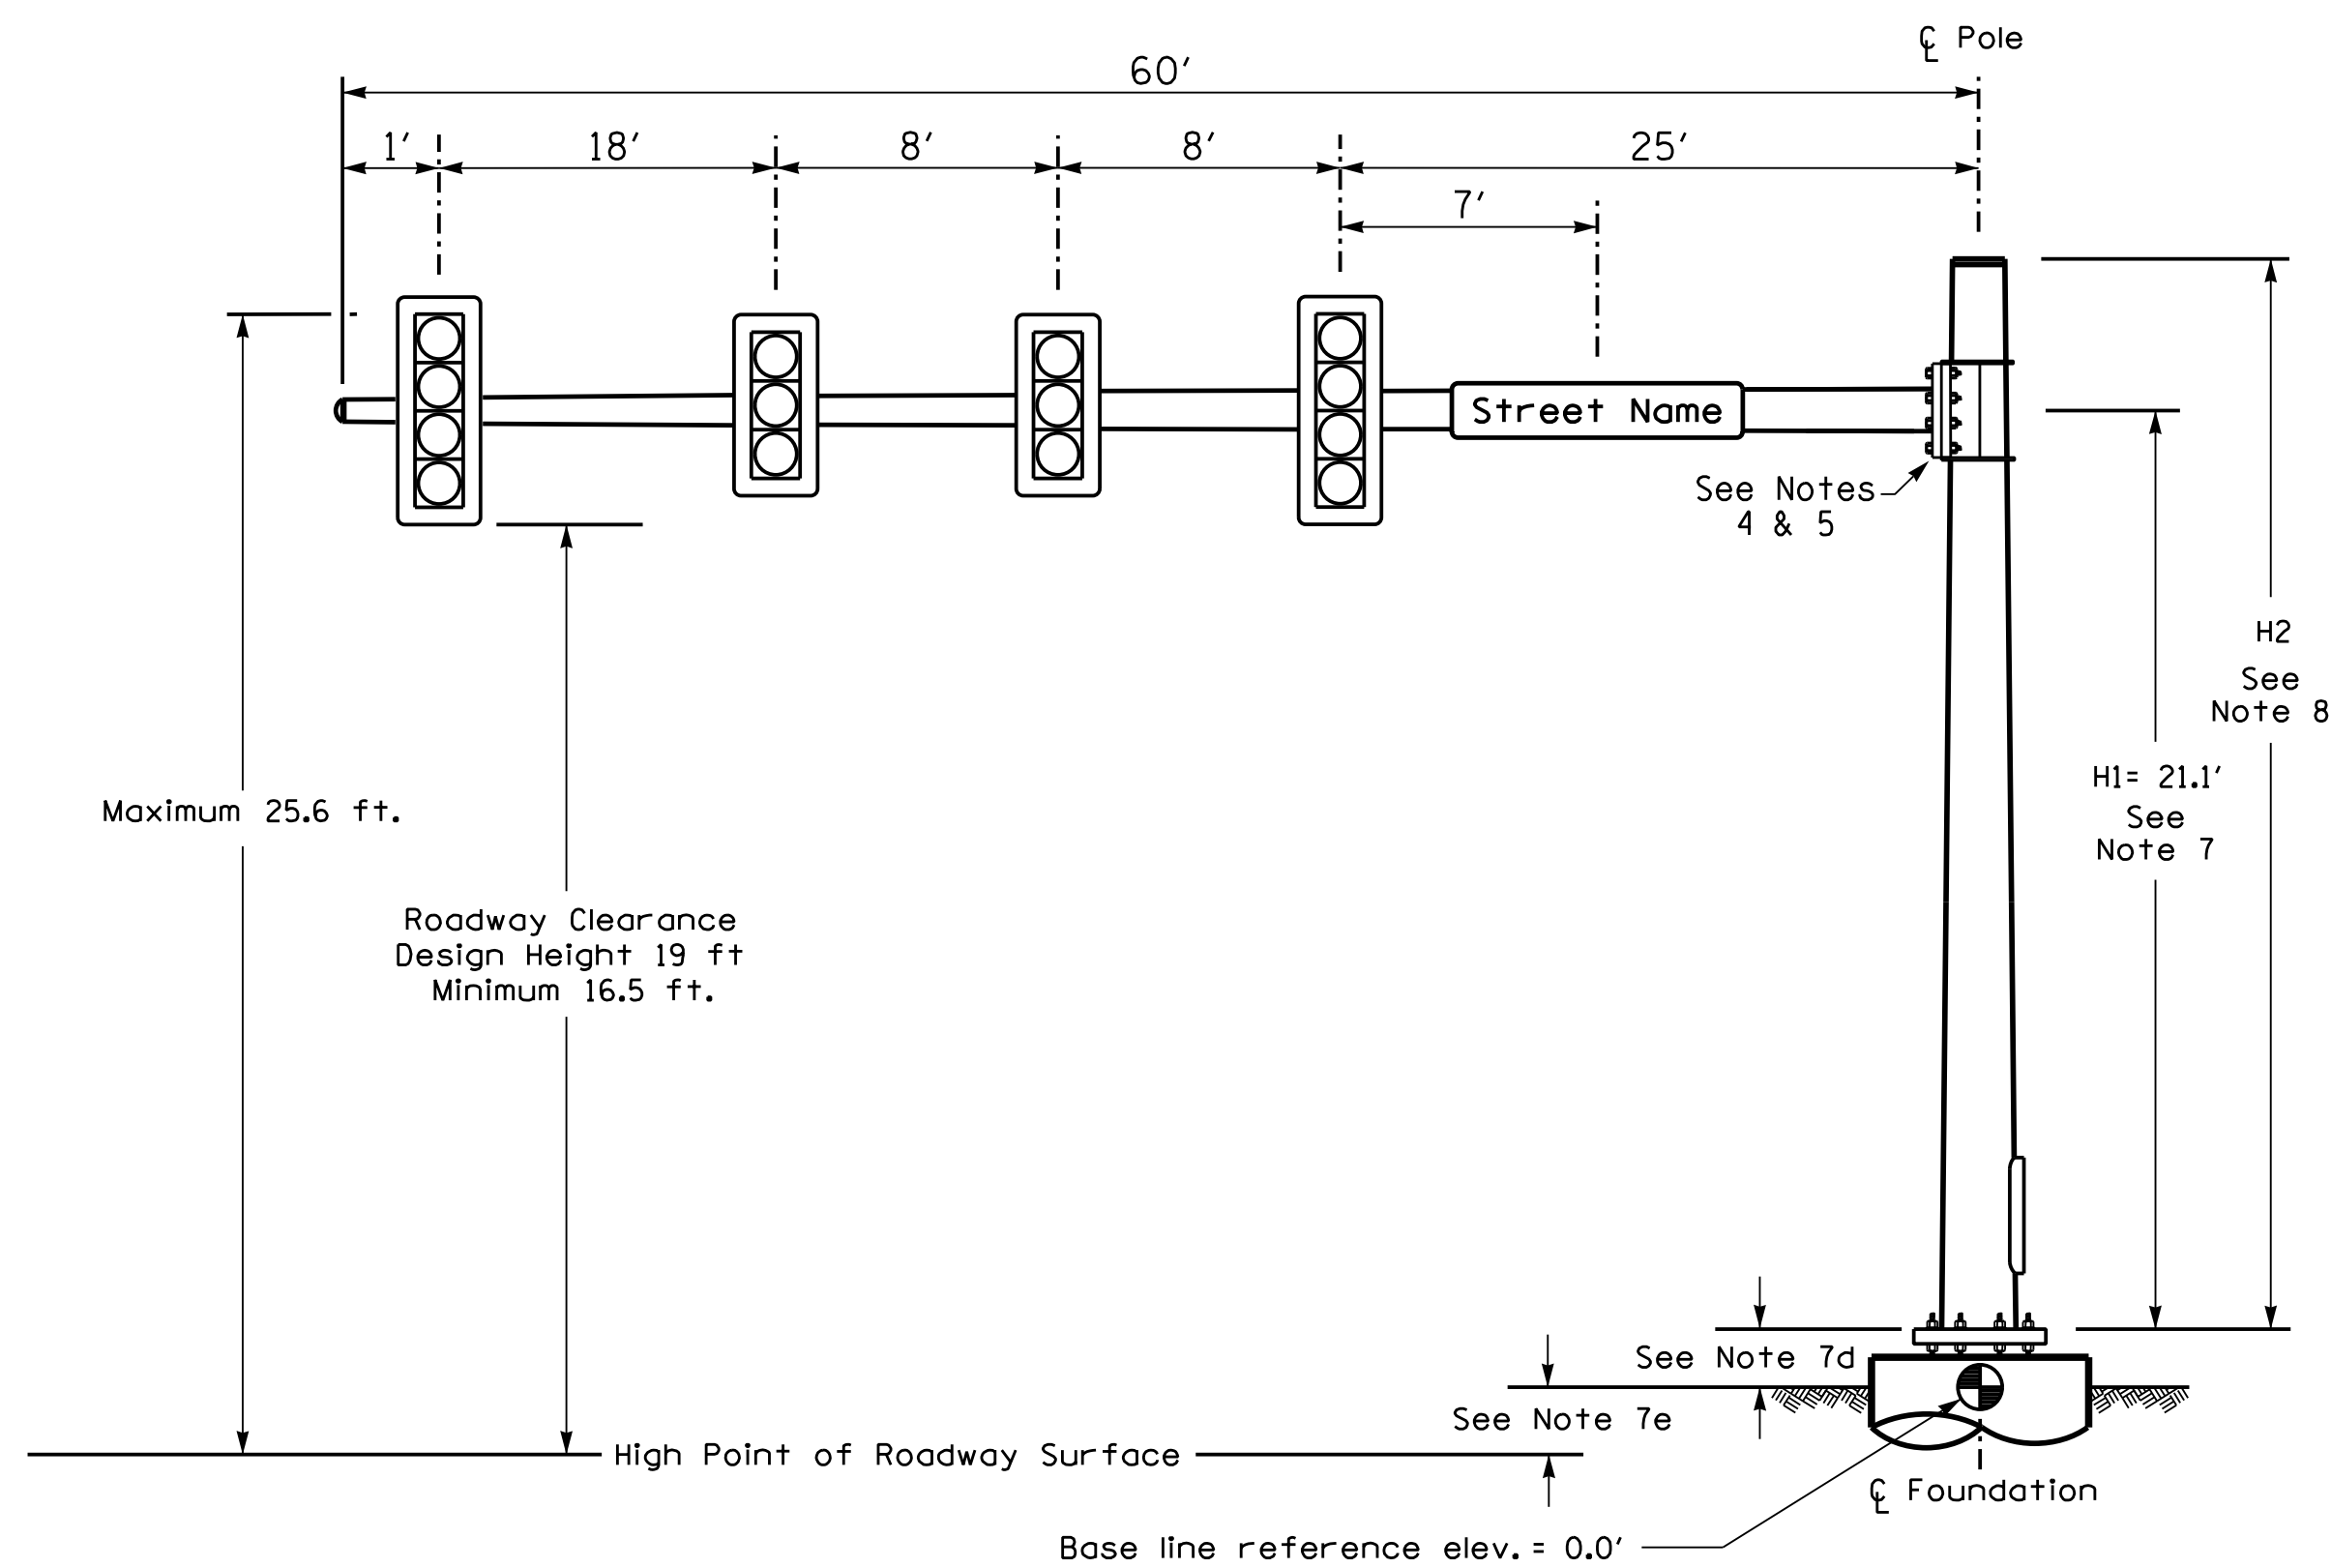 ℄ Pole
60'
1'
18'
8'
8'
25'
7'
Street Name
See Notes
4 & 5
H2
See
Note 8
H1= 21.1'
See
Note 7
Maximum 25.6 ft.
Roadway Clearance
Design Height 19 ft
Minimum 16.5 ft.
See Note 7d
See Note 7e
High Point of Roadway Surface
℄ Foundation
Base line reference elev. = 0.0'